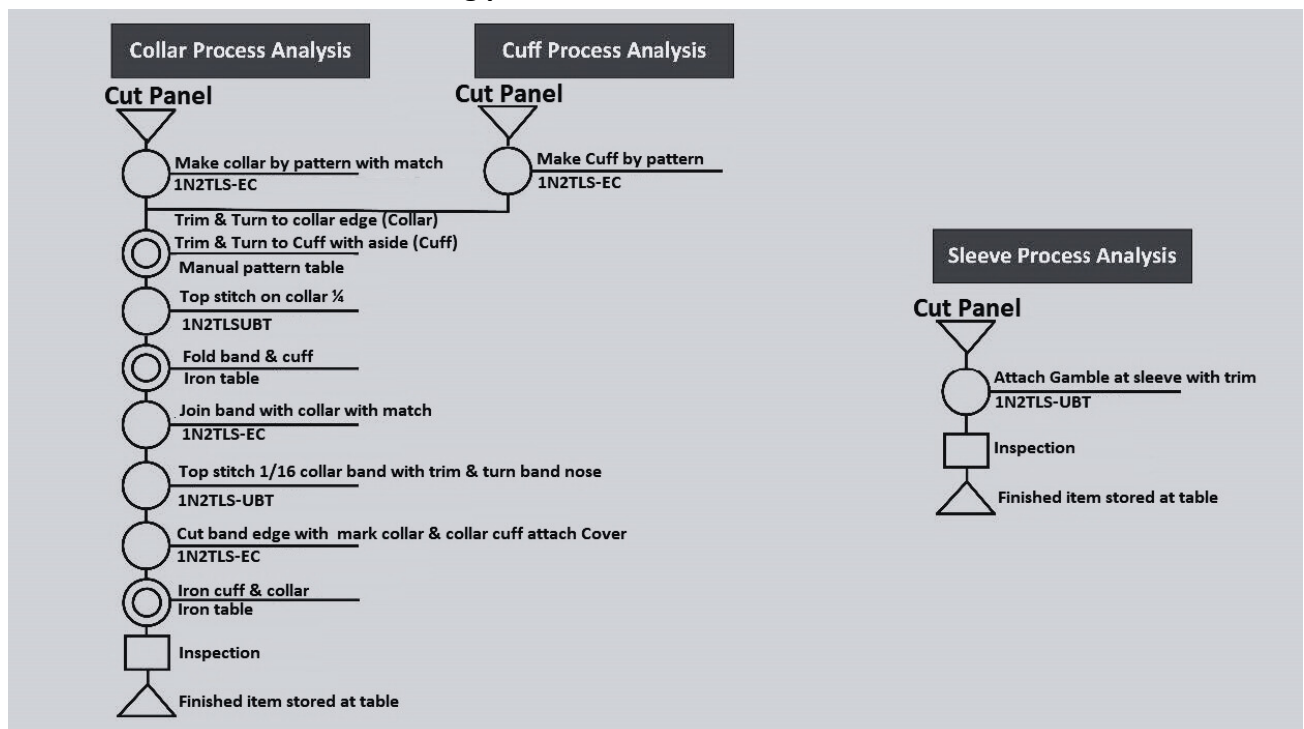 Collar Process Analysis
Cut Panel
Make collar by pattern with match
1N2TLS-EC
Trim & Turn to collar edge (Collar)
Trim & Turn to Cuff with aside (Cuff)
Manual pattern table
Top stitch on collar ¼
1N2TLSUBT
Fold band & cuff
Iron table
Join band with collar with match
1N2TLS-EC
Top stitch 1/16 collar band with trim & turn band nose
1N2TLS-UBT
Cut band edge with mark collar & collar cuff attach Cover
1N2TLS-EC
Iron cuff & collar
Iron table
Inspection
Finished item stored at table
Cuff Process Analysis
Cut Panel
Make Cuff by pattern
1N2TLS-EC
Sleeve Process Analysis
Cut Panel
Attach Gamble at sleeve with trim
1N2TLS-UBT
Inspection
Finished item stored at table